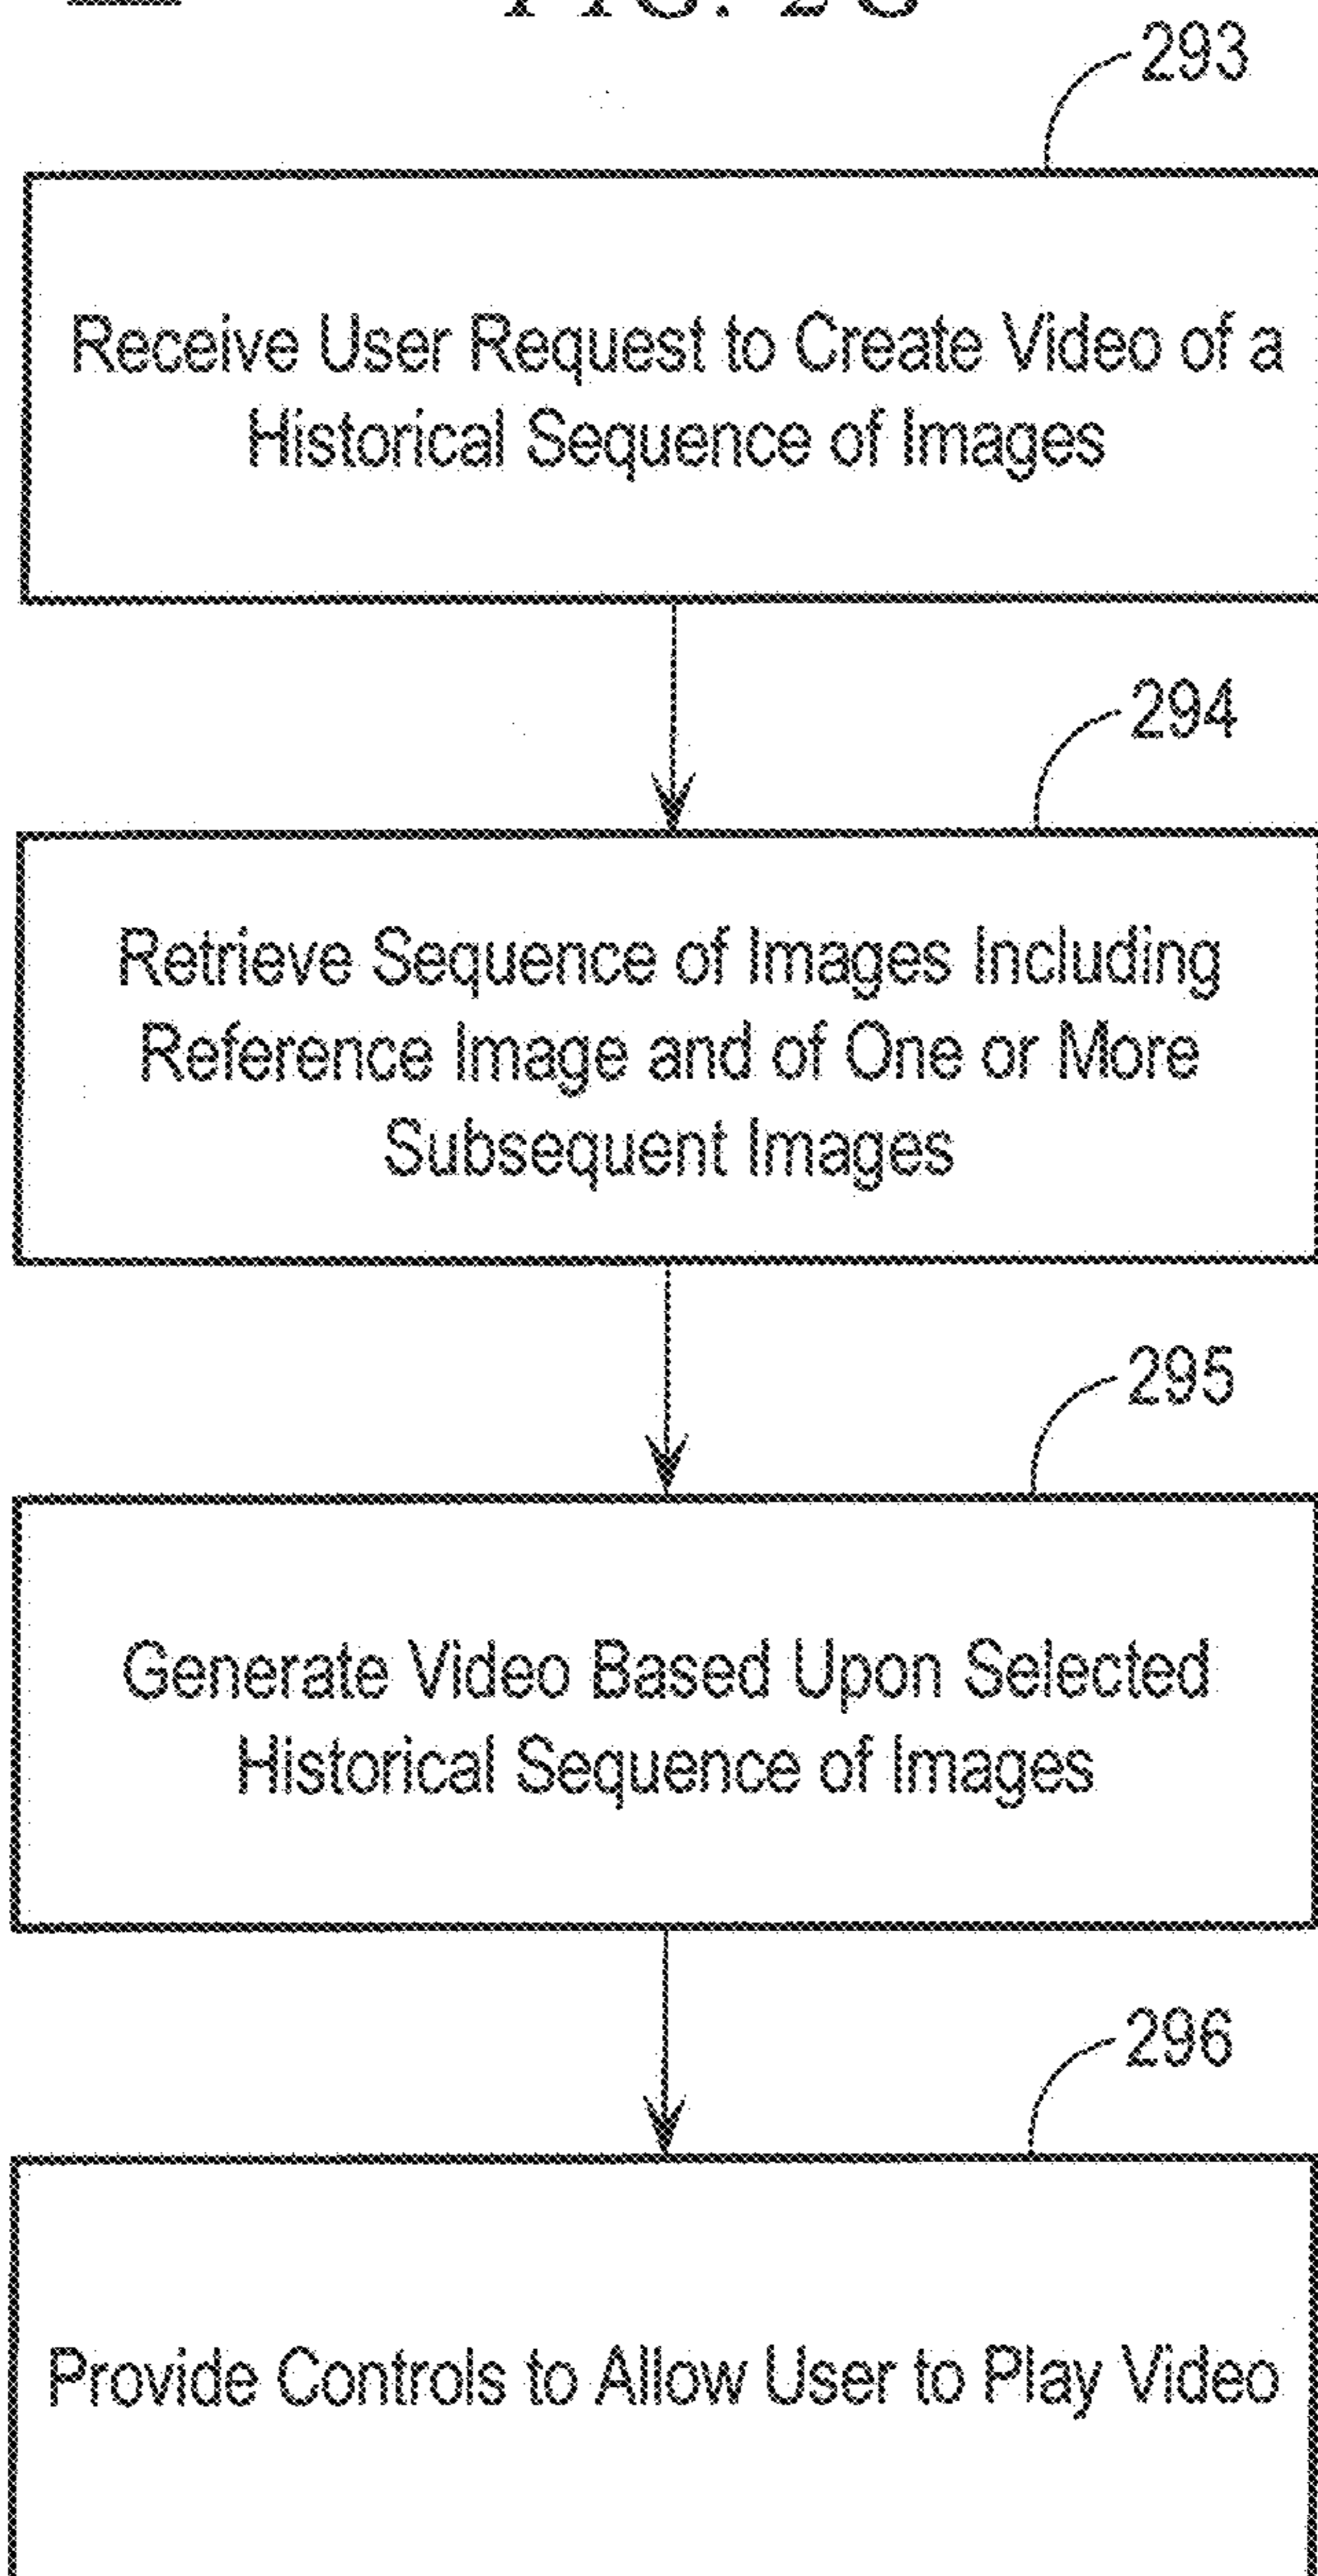 293
Receive User Request to Create Video of a
Historical Sequence of Images
294
Retrieve Sequence of Images Including
Reference Image and of One or More
Subsequent Images
295
Generate Video Based Upon Selected
Historical Sequence of Images
296
Provide Controls to Allow User to Play Video